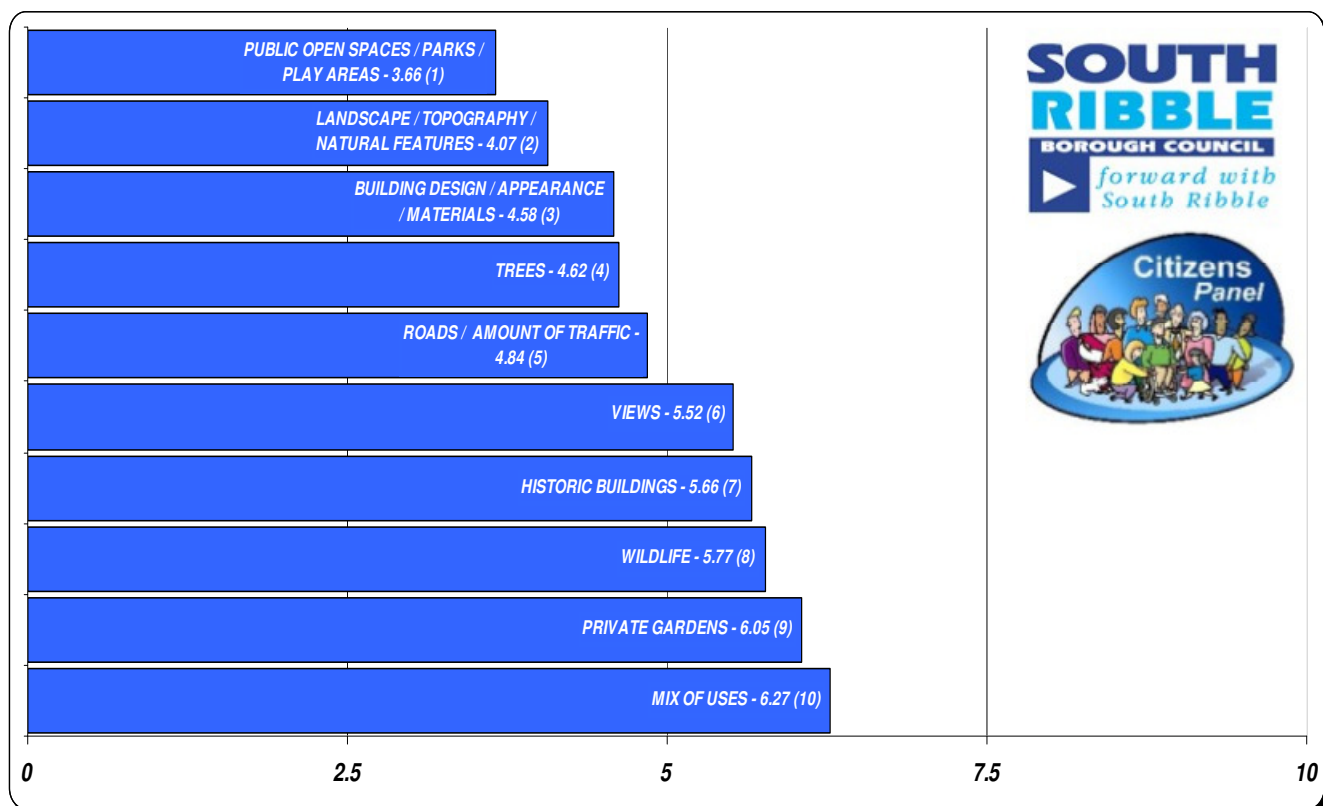 PUBLIC OPEN SPACES / PARKS /
PLAY AREAS - 3.66 (1)
LANDSCAPE / TOPOGRAPHY /
NATURAL FEATURES - 4.07 (2)
BUILDING DESIGN / APPEARANCE
/ MATERIALS - 4.58 (3)
TREES - 4.62 (4)
ROADS / AMOUNT OF TRAFFIC -
4.84 (5)
VIEWS - 5.52 (6)
HISTORIC BUILDINGS - 5.66 (7)
WILDLIFE - 5.77 (8)
PRIVATE GARDENS - 6.05 (9)
MIX OF USES - 6.27 (10)
0 2.5 5 7.5 10
SOUTH
RIBBLE
BOROUGH COUNCIL
forward with
South Ribble
Citizens
Panel